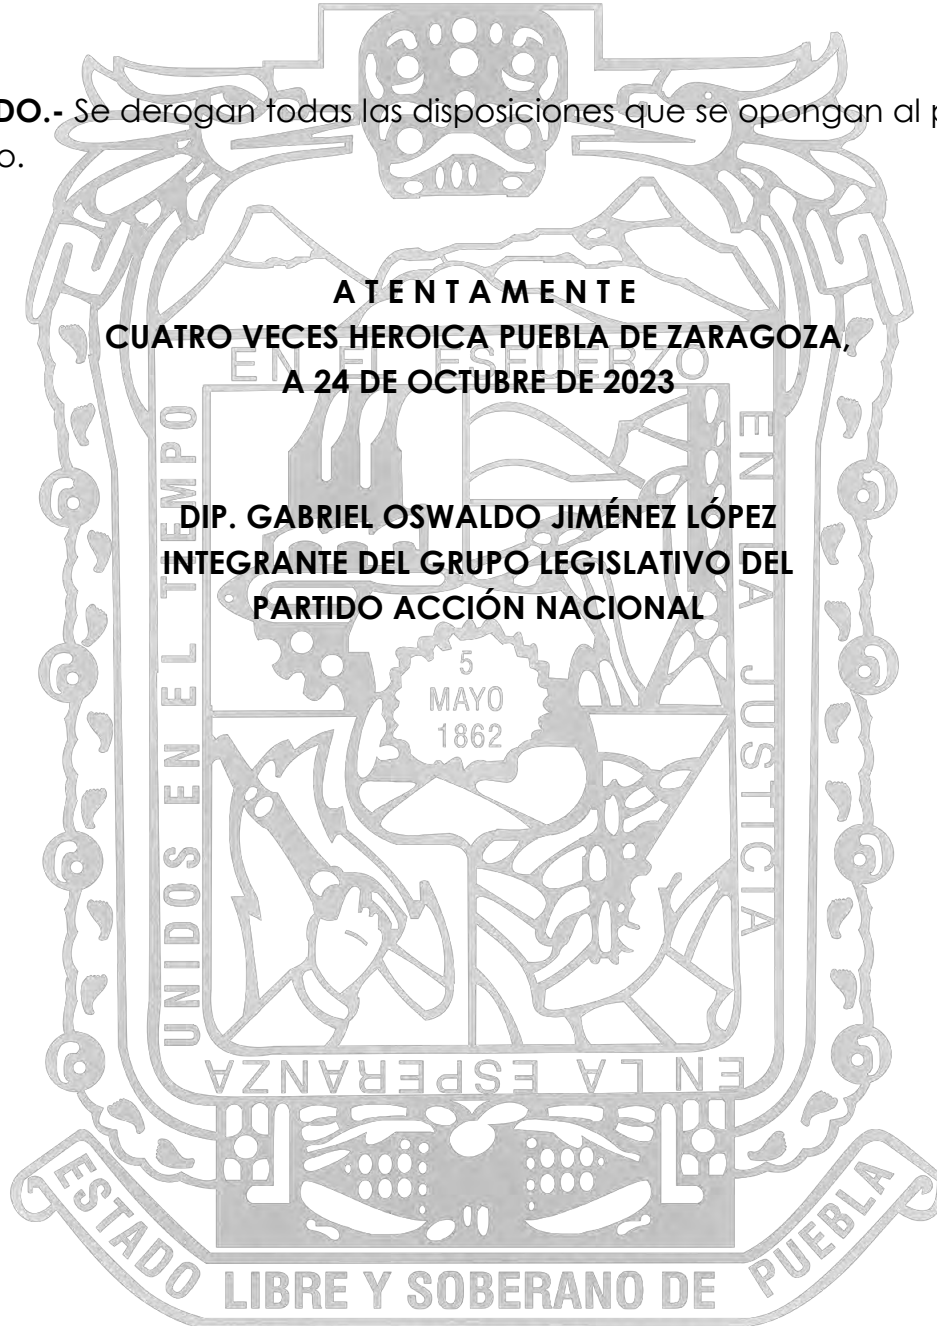 DO.- Se derogan todas las disposiciones que se opongan al p
o.
A T E N T A M E N T E
CUATRO VECES HEROICA PUEBLA DE ZARAGOZA,
A 24 DE OCTUBRE DE 2023
DIP. GABRIEL OSWALDO JIMÉNEZ LÓPEZ
INTEGRANTE DEL GRUPO LEGISLATIVO DEL
PARTIDO ACCIÓN NACIONAL
UNIDOS EN EL TIEMPO
EN EL ESFUERZO
EN LA JUSTICIA
EN LA ESPERANZA
5
MAYO
1862
ESTADO LIBRE Y SOBERANO DE PUEBLA